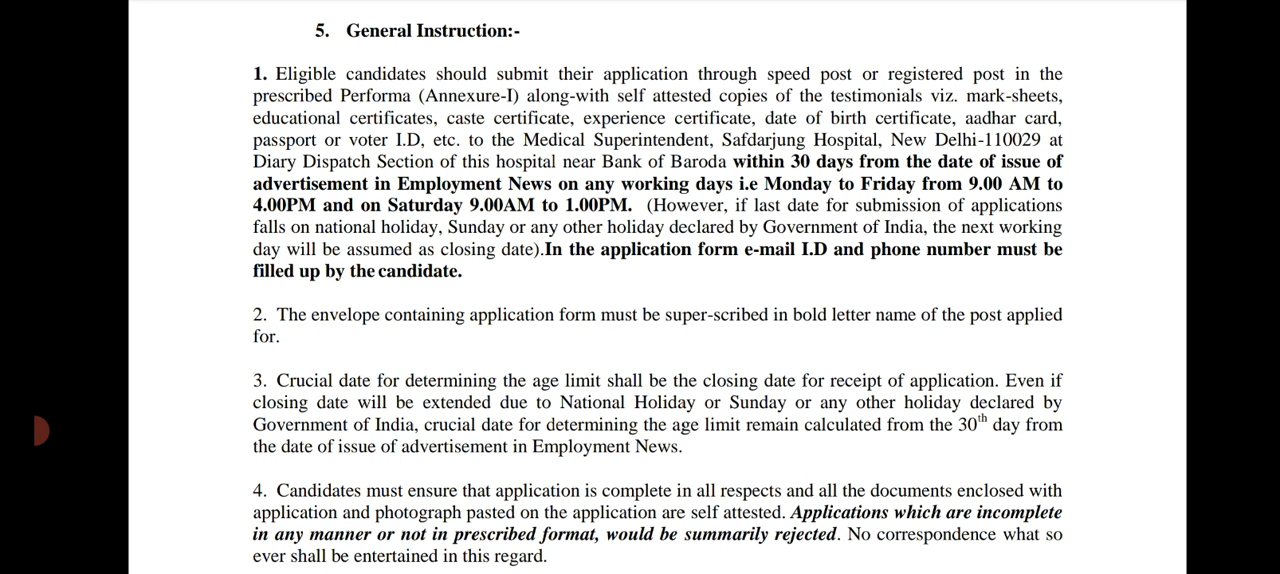 5. General Instruction:-
1. Eligible candidates should submit their application through speed post or registered post in the
prescribed Performa (Annexure-I) along-with self attested copies of the testimonials viz. mark-sheets,
educational certificates, caste certificate, experience certificate, date of birth certificate, aadhar card,
passport or voter I.D, etc. to the Medical Superintendent, Safdarjung Hospital, New Delhi-110029 at
Diary Dispatch Section of this hospital near Bank of Baroda within 30 days from the date of issue of
advertisement in Employment News on any working days i.e Monday to Friday from 9.00 AM to
4.00PM and on Saturday 9.00AM to 1.00PM. (However, if last date for submission of applications
falls on national holiday, Sunday or any other holiday declared by Government of India, the next working
day will be assumed as closing date).In the application form e-mail I.D and phone number must be
filled up by the candidate.
2. The envelope containing application form must be super-scribed in bold letter name of the post applied
for.
3. Crucial date for determining the age limit shall be the closing date for receipt of application. Even if
closing date will be extended due to National Holiday or Sunday or any other holiday declared by
Government of India, crucial date for determining the age limit remain calculated from the 30th day from
the date of issue of advertisement in Employment News.
4. Candidates must ensure that application is complete in all respects and all the documents enclosed with
application and photograph pasted on the application are self attested. Applications which are incomplete
in any manner or not in prescribed format, would be summarily rejected. No correspondence what so
ever shall be entertained in this regard.